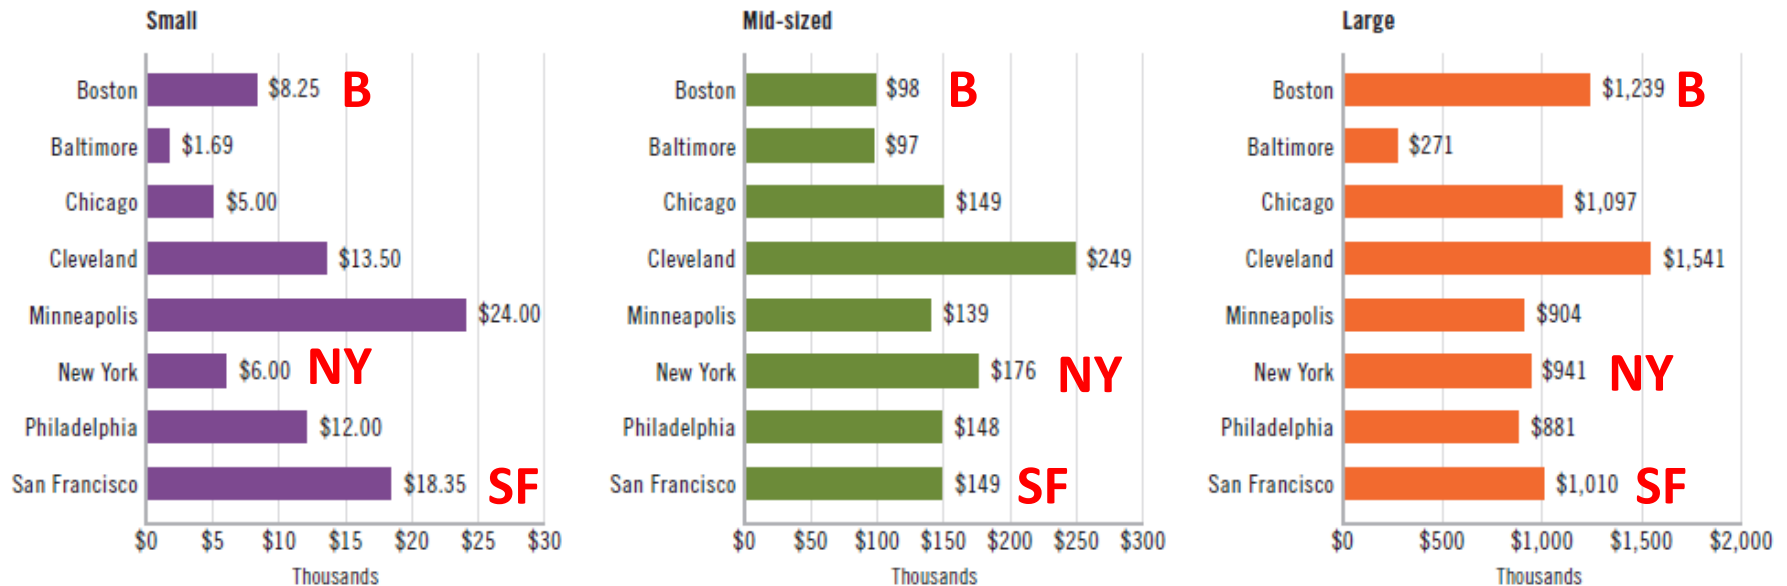 Small
Boston $8.25 B
Baltimore $1.69
Chicago $5.00
Cleveland $13.50
Minneapolis $24.00
New York $6.00 NY
Philadelphia $12.00
San Francisco $18.35 SF
$0 $5 $10 $15 $20 $25 $30
Thousands
Mid-sized
Boston $98 B
Baltimore $97
Chicago $149
Cleveland $249
Minneapolis $139
New York $176 NY
Philadelphia $148
San Francisco $149 SF
$0 $50 $100 $150 $200 $250 $300
Thousands
Large
Boston $1,239 B
Baltimore $271
Chicago $1,097
Cleveland $1,541
Minneapolis $904
New York $941 NY
Philadelphia $881
San Francisco $1,010 SF
$0 $500 $1,000 $1,500 $2,000
Thousands